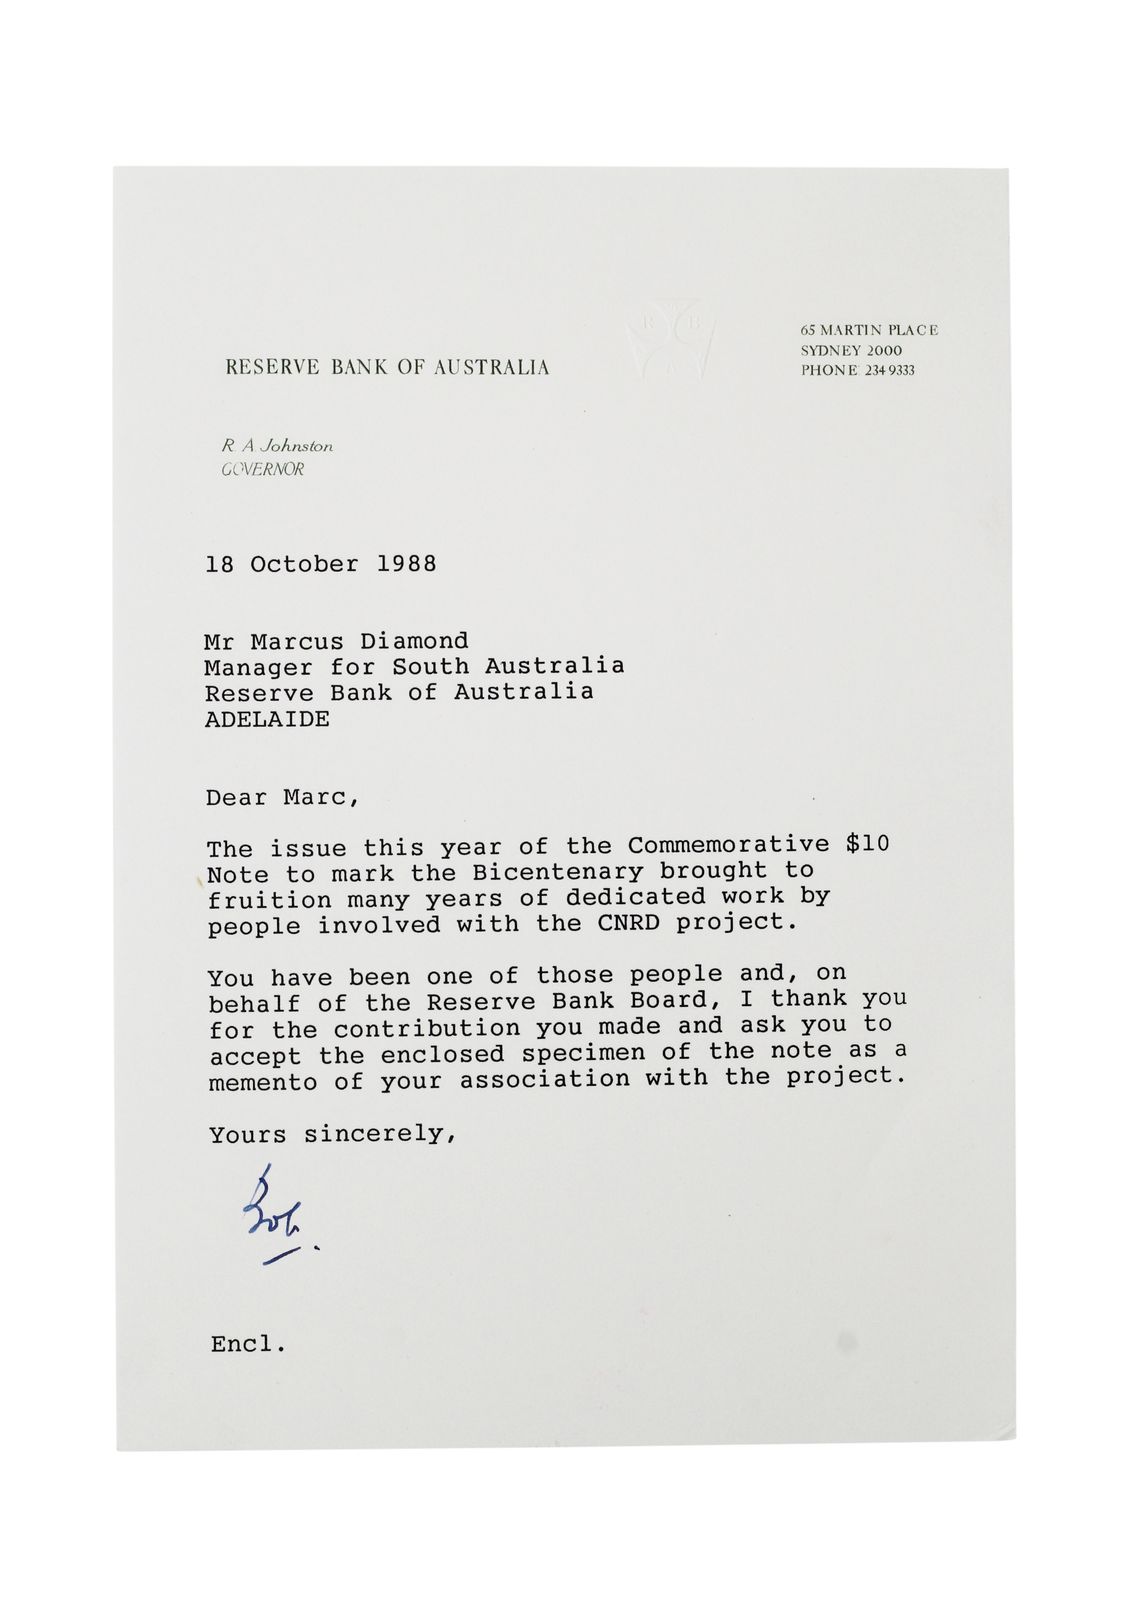 RESERVE BANK OF AUSTRALIA
R B
A
65 MARTIN PLACE
SYDNEY 2000
PHONE 234 9333
R. A. Johnston
GOVERNOR
18 October 1988
Mr Marcus Diamond
Manager for South Australia
Reserve Bank of Australia
ADELAIDE
Dear Marc,
The issue this year of the Commemorative $10
Note to mark the Bicentenary brought to
fruition many years of dedicated work by
people involved with the CNRD project.
You have been one of those people and, on
behalf of the Reserve Bank Board, I thank you
for the contribution you made and ask you to
accept the enclosed specimen of the note as a
memento of your association with the project.
Yours sincerely,
Bob.
Encl.